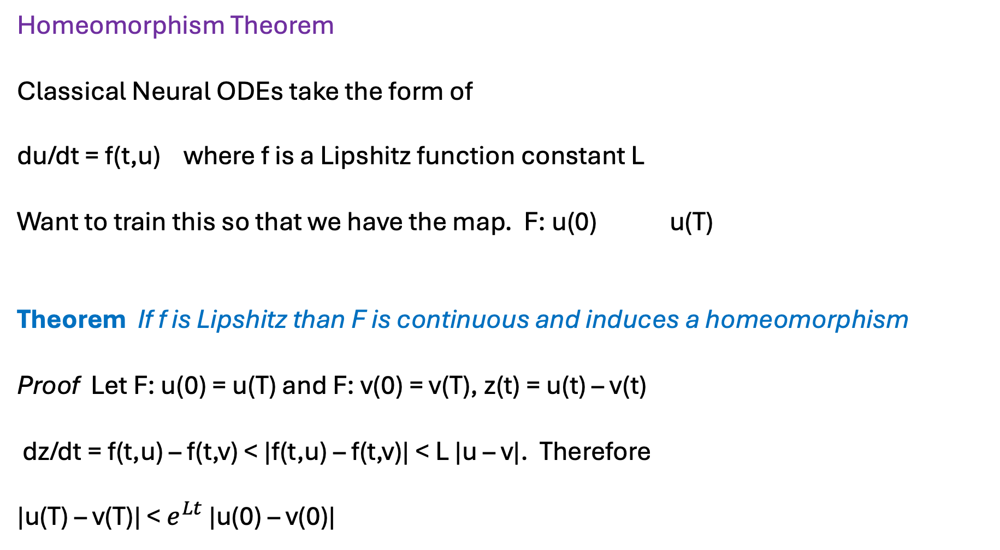 Homeomorphism Theorem
Classical Neural ODEs take the form of
du/dt = f(t,u)   where f is a Lipshitz function constant L
Want to train this so that we have the map.  F: u(0)          u(T)
Theorem  If f is Lipshitz than F is continuous and induces a homeomorphism
Proof  Let F: u(0) = u(T) and F: v(0) = v(T), z(t) = u(t) – v(t)
dz/dt = f(t,u) – f(t,v) < |f(t,u) – f(t,v)| < L |u – v|.  Therefore
|u(T) – v(T)| < e^{Lt} |u(0) – v(0)|